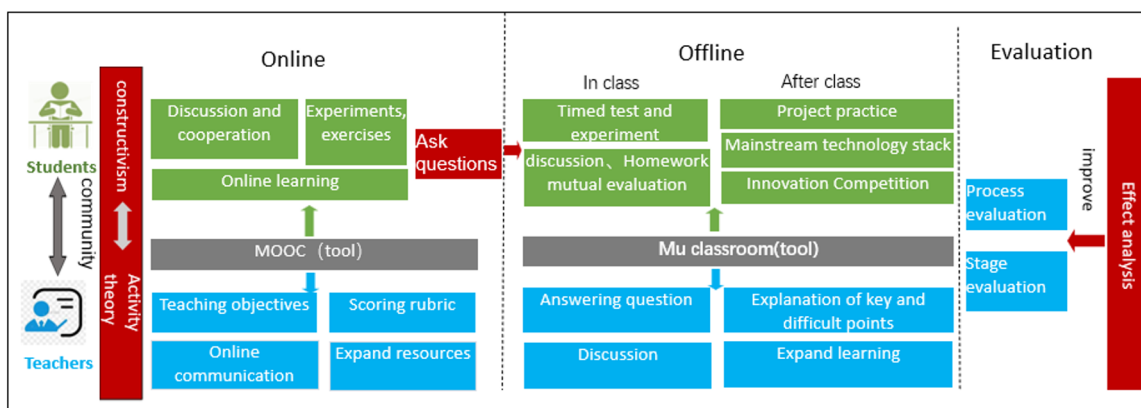 Online
Offline
Evaluation
In class
After class
Students
community
Teachers
constructivism
Activity
theory
Discussion and
cooperation
Experiments,
exercises
Online learning
Ask
questions
MOOC （tool）
Teaching objectives
Scoring rubric
Online
communication
Expand resources
Timed test and
experiment
discussion、Homework
mutual evaluation
Project practice
Mainstream technology stack
Innovation Competition
Mu classroom(tool)
Answering question
Explanation of key and
difficult points
Discussion
Expand learning
Process
evaluation
Stage
evaluation
improve
Effect analysis